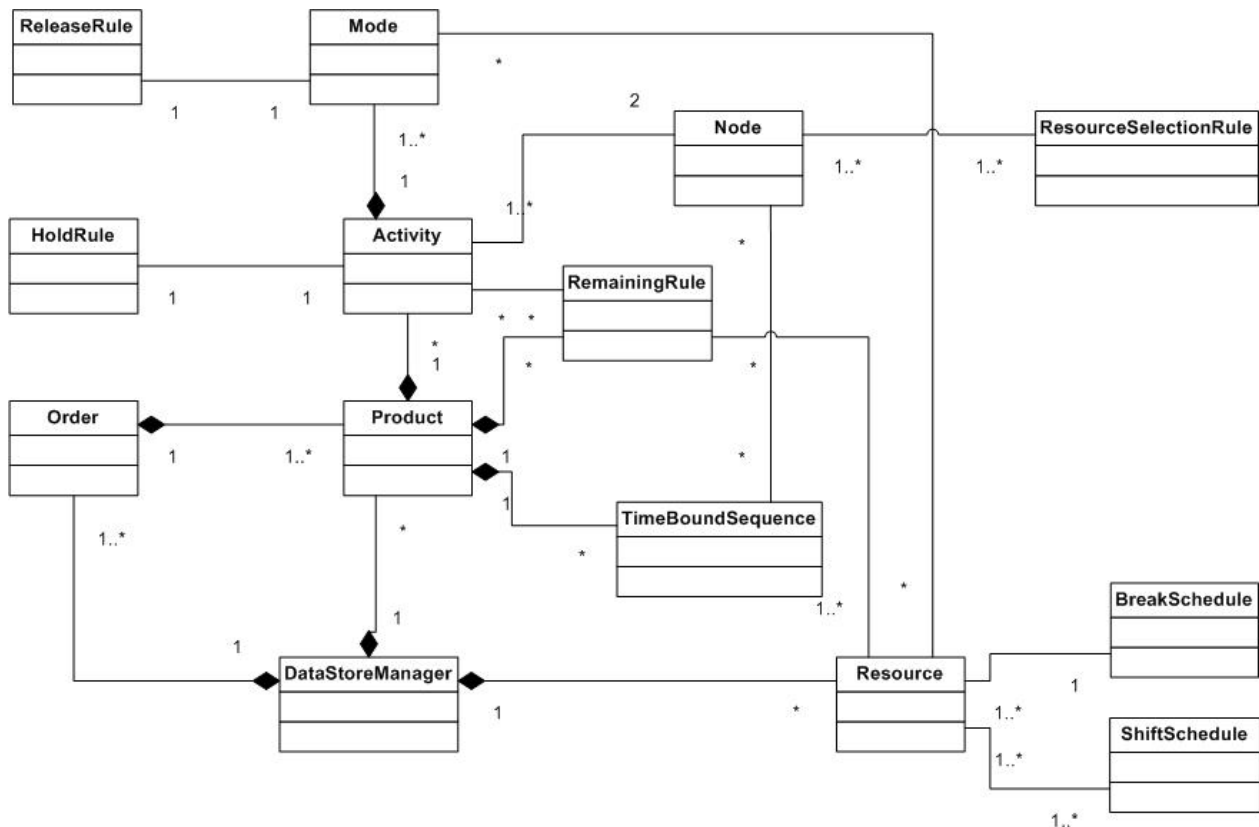 ReleaseRule
Mode
*
1
1
2
Node
ResourceSelectionRule
1..*
1..*
1..*
1
1..*
HoldRule
Activity
*
RemainingRule
1
1
*
*
*
1
*
*
Order
Product
1
1..*
1
*
1
TimeBoundSequence
1..*
*
*
BreakSchedule
1..*
*
1
1
DataStoreManager
Resource
1
1
*
1..*
ShiftSchedule
1..*
1..*